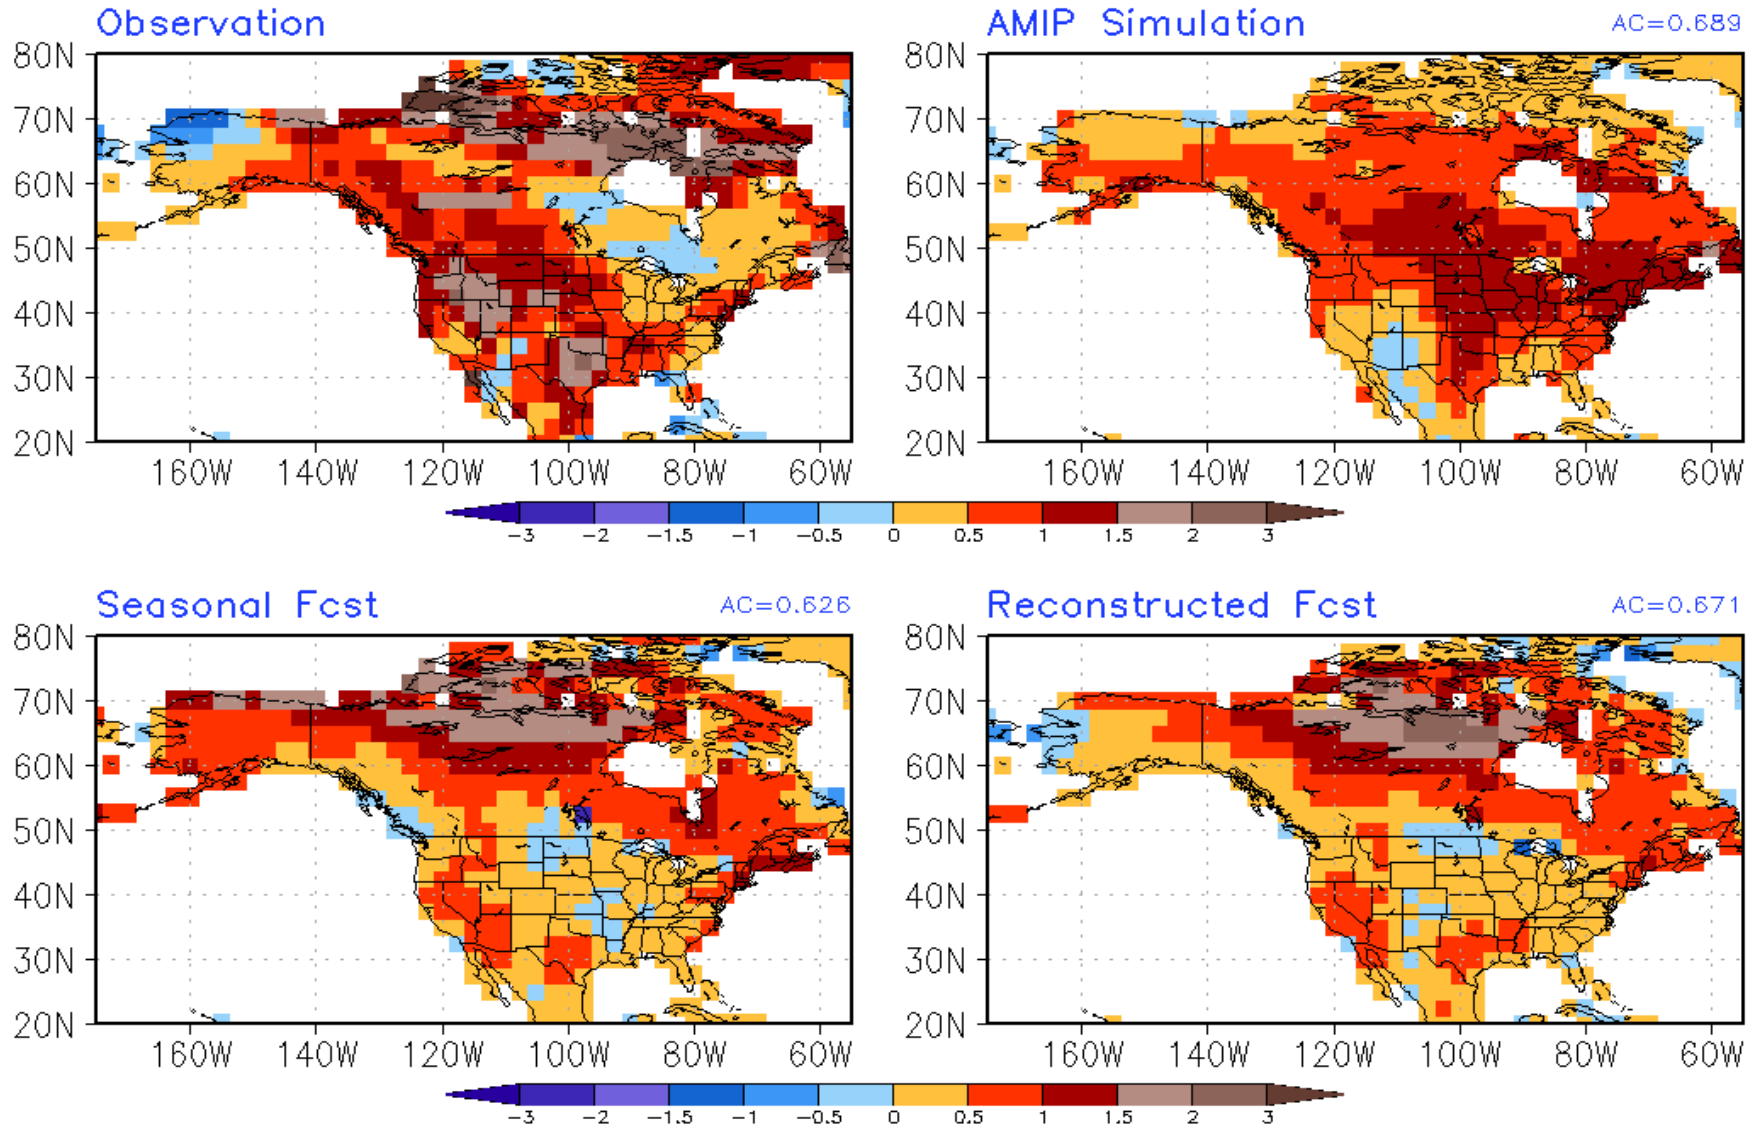 Observation
AMIP Simulation AC=0.689
80N
70N
60N
50N
40N
30N
20N
160W 140W 120W 100W 80W 60W
80N
70N
60N
50N
40N
30N
20N
160W 140W 120W 100W 80W 60W
-3 -2 -1.5 -1 -0.5 0 0.5 1 1.5 2 3
Seasonal Fcst AC=0.626
Reconstructed Fcst AC=0.671
80N
70N
60N
50N
40N
30N
20N
160W 140W 120W 100W 80W 60W
80N
70N
60N
50N
40N
30N
20N
160W 140W 120W 100W 80W 60W
-3 -2 -1.5 -1 -0.5 0 0.5 1 1.5 2 3